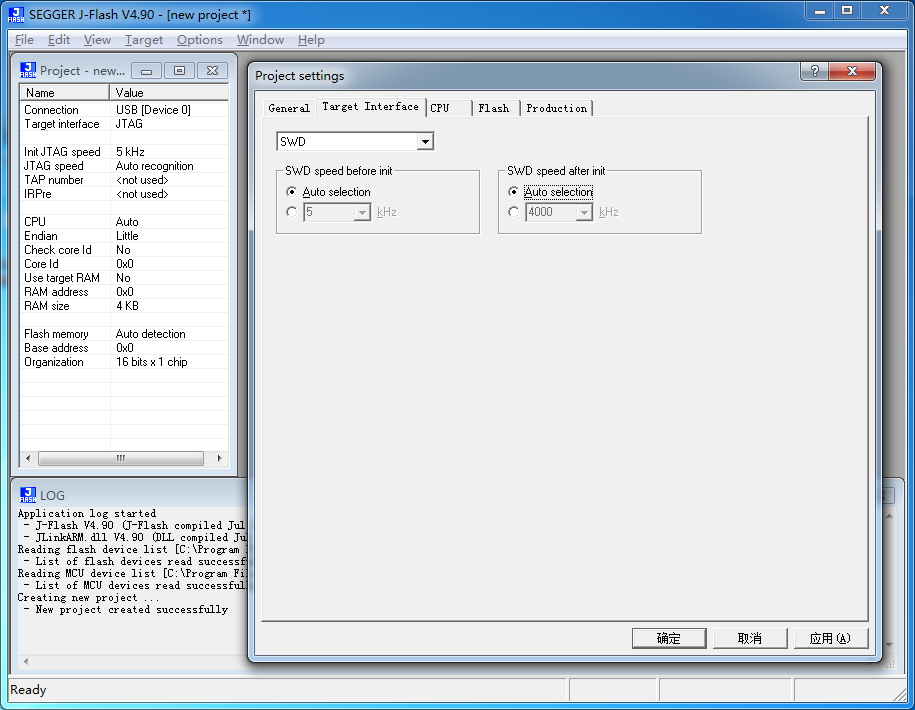 SEGGER J-Flash V4.90 - [new project *]
File Edit View Target Options Window Help
Project - new...
Name Value
Connection USB [Device 0]
Target interface JTAG
Init JTAG speed 5 kHz
JTAG speed Auto recognition
TAP number <not used>
IRPre <not used>
CPU Auto
Endian Little
Check core Id No
Core Id 0x0
Use target RAM No
RAM address 0x0
RAM size 4 KB
Flash memory Auto detection
Base address 0x0
Organization 16 bits x 1 chip
Project settings
General Target Interface CPU Flash Production
SWD
SWD speed before init
Auto selection
5 kHz
SWD speed after init
Auto selection
4000 kHz
确定 取消 应用 (A)
LOG
Application log started
- J-Flash V4.90 (J-Flash compiled Jul
- JLinkARM.dll V4.90 (DLL compiled Ju
Reading flash device list [C:\Program
- List of flash devices read successf
Reading MCU device list [C:\Program Fi
- List of MCU devices read successful
Creating new project ...
- New project created successfully
Ready